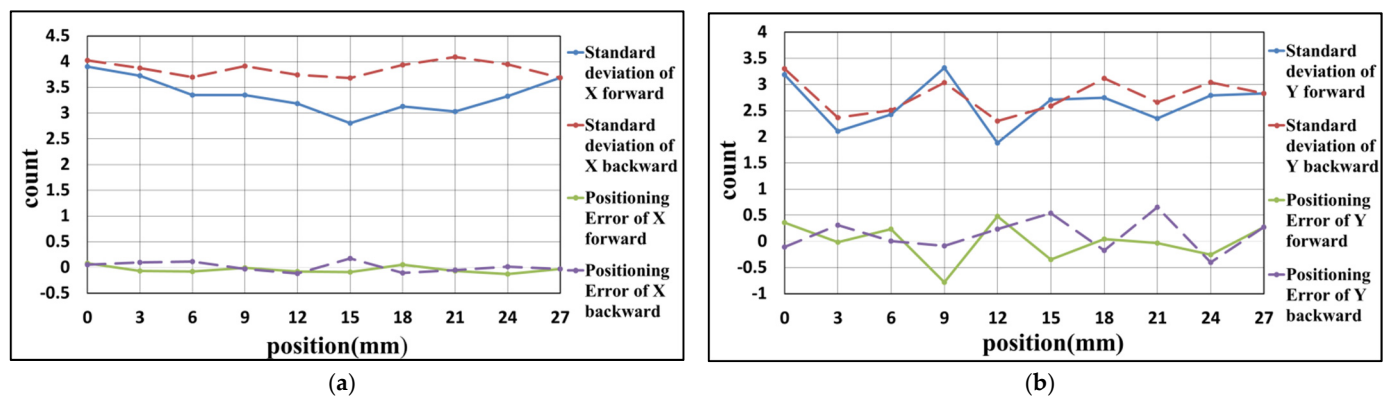 4.5
4
3.5
3
2.5
2
1.5
1
0.5
0
-0.5
count
0 3 6 9 12 15 18 21 24 27
position(mm)
Standard
deviation of
X forward
Standard
deviation of
X backward
Positioning
Error of X
forward
Positioning
Error of X
backward
(a)
4
3.5
3
2.5
2
1.5
1
0.5
0
-0.5
-1
count
0 3 6 9 12 15 18 21 24 27
position(mm)
Standard
deviation of
Y forward
Standard
deviation of
Y backward
Positioning
Error of Y
forward
Positioning
Error of Y
backward
(b)